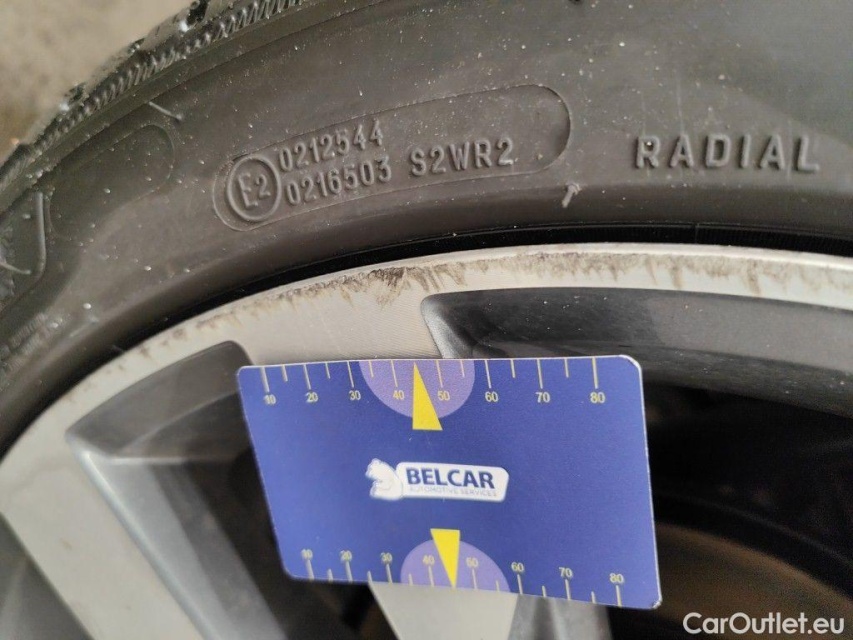 0212544
E2 0216503 S2WR2
RADIAL
10 20 30 40 50 60 70 80
BELCAR
AUTOMOTIVE SERVICES
10 20 30 40 50 60 70 80
CarOutlet.eu